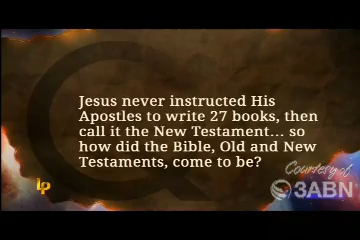 Jesus never instructed His
Apostles to write 27 books, then
call it the New Testament... so
how did the Bible, Old and New
Testaments, come to be?
Courtesy of
3ABN
LP